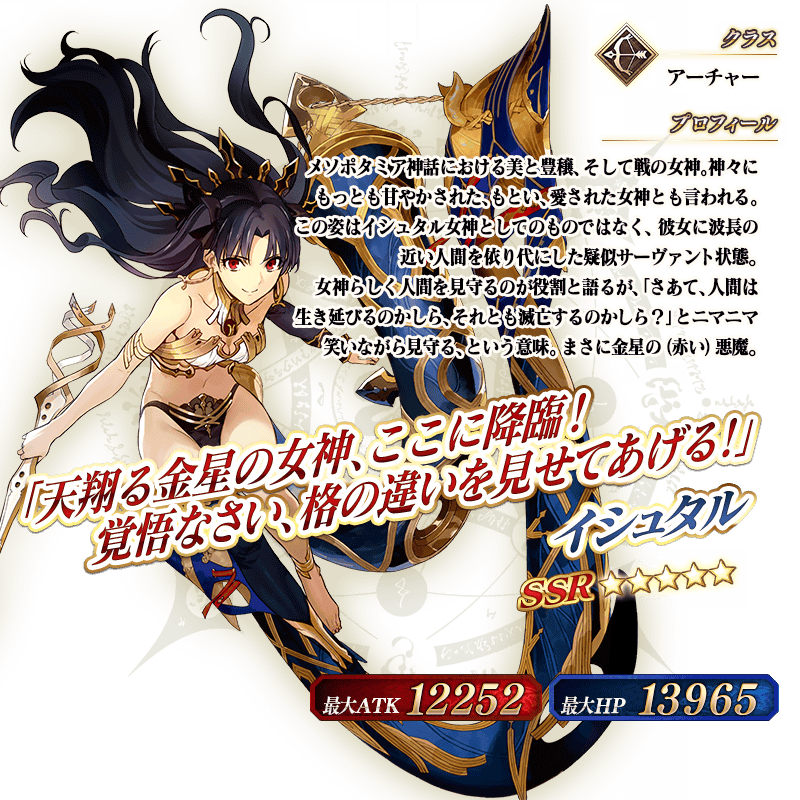 クラス
アーチャー
プロフィール
メソポタミア神話における美と豊穣、そして戦の女神。神々に
もっとも甘やかされた、もとい、愛された女神とも言われる。
この姿はイシュタル女神としてのものではなく、彼女に波長の
近い人間を依り代にした疑似サーヴァント状態。
女神らしく人間を見守るのが役割と語るが、「さあて、人間は
生き延びるのかしら、それとも滅亡するのかしら？」とニマニマ
笑いながら見守る、という意味。まさに金星の（赤い）悪魔。
「天翔る金星の女神、ここに降臨！
覚悟なさい、格の違いを見せてあげる！」
イシュタル
SSR ☆☆☆☆☆
最大ATK 12252
最大HP 13965